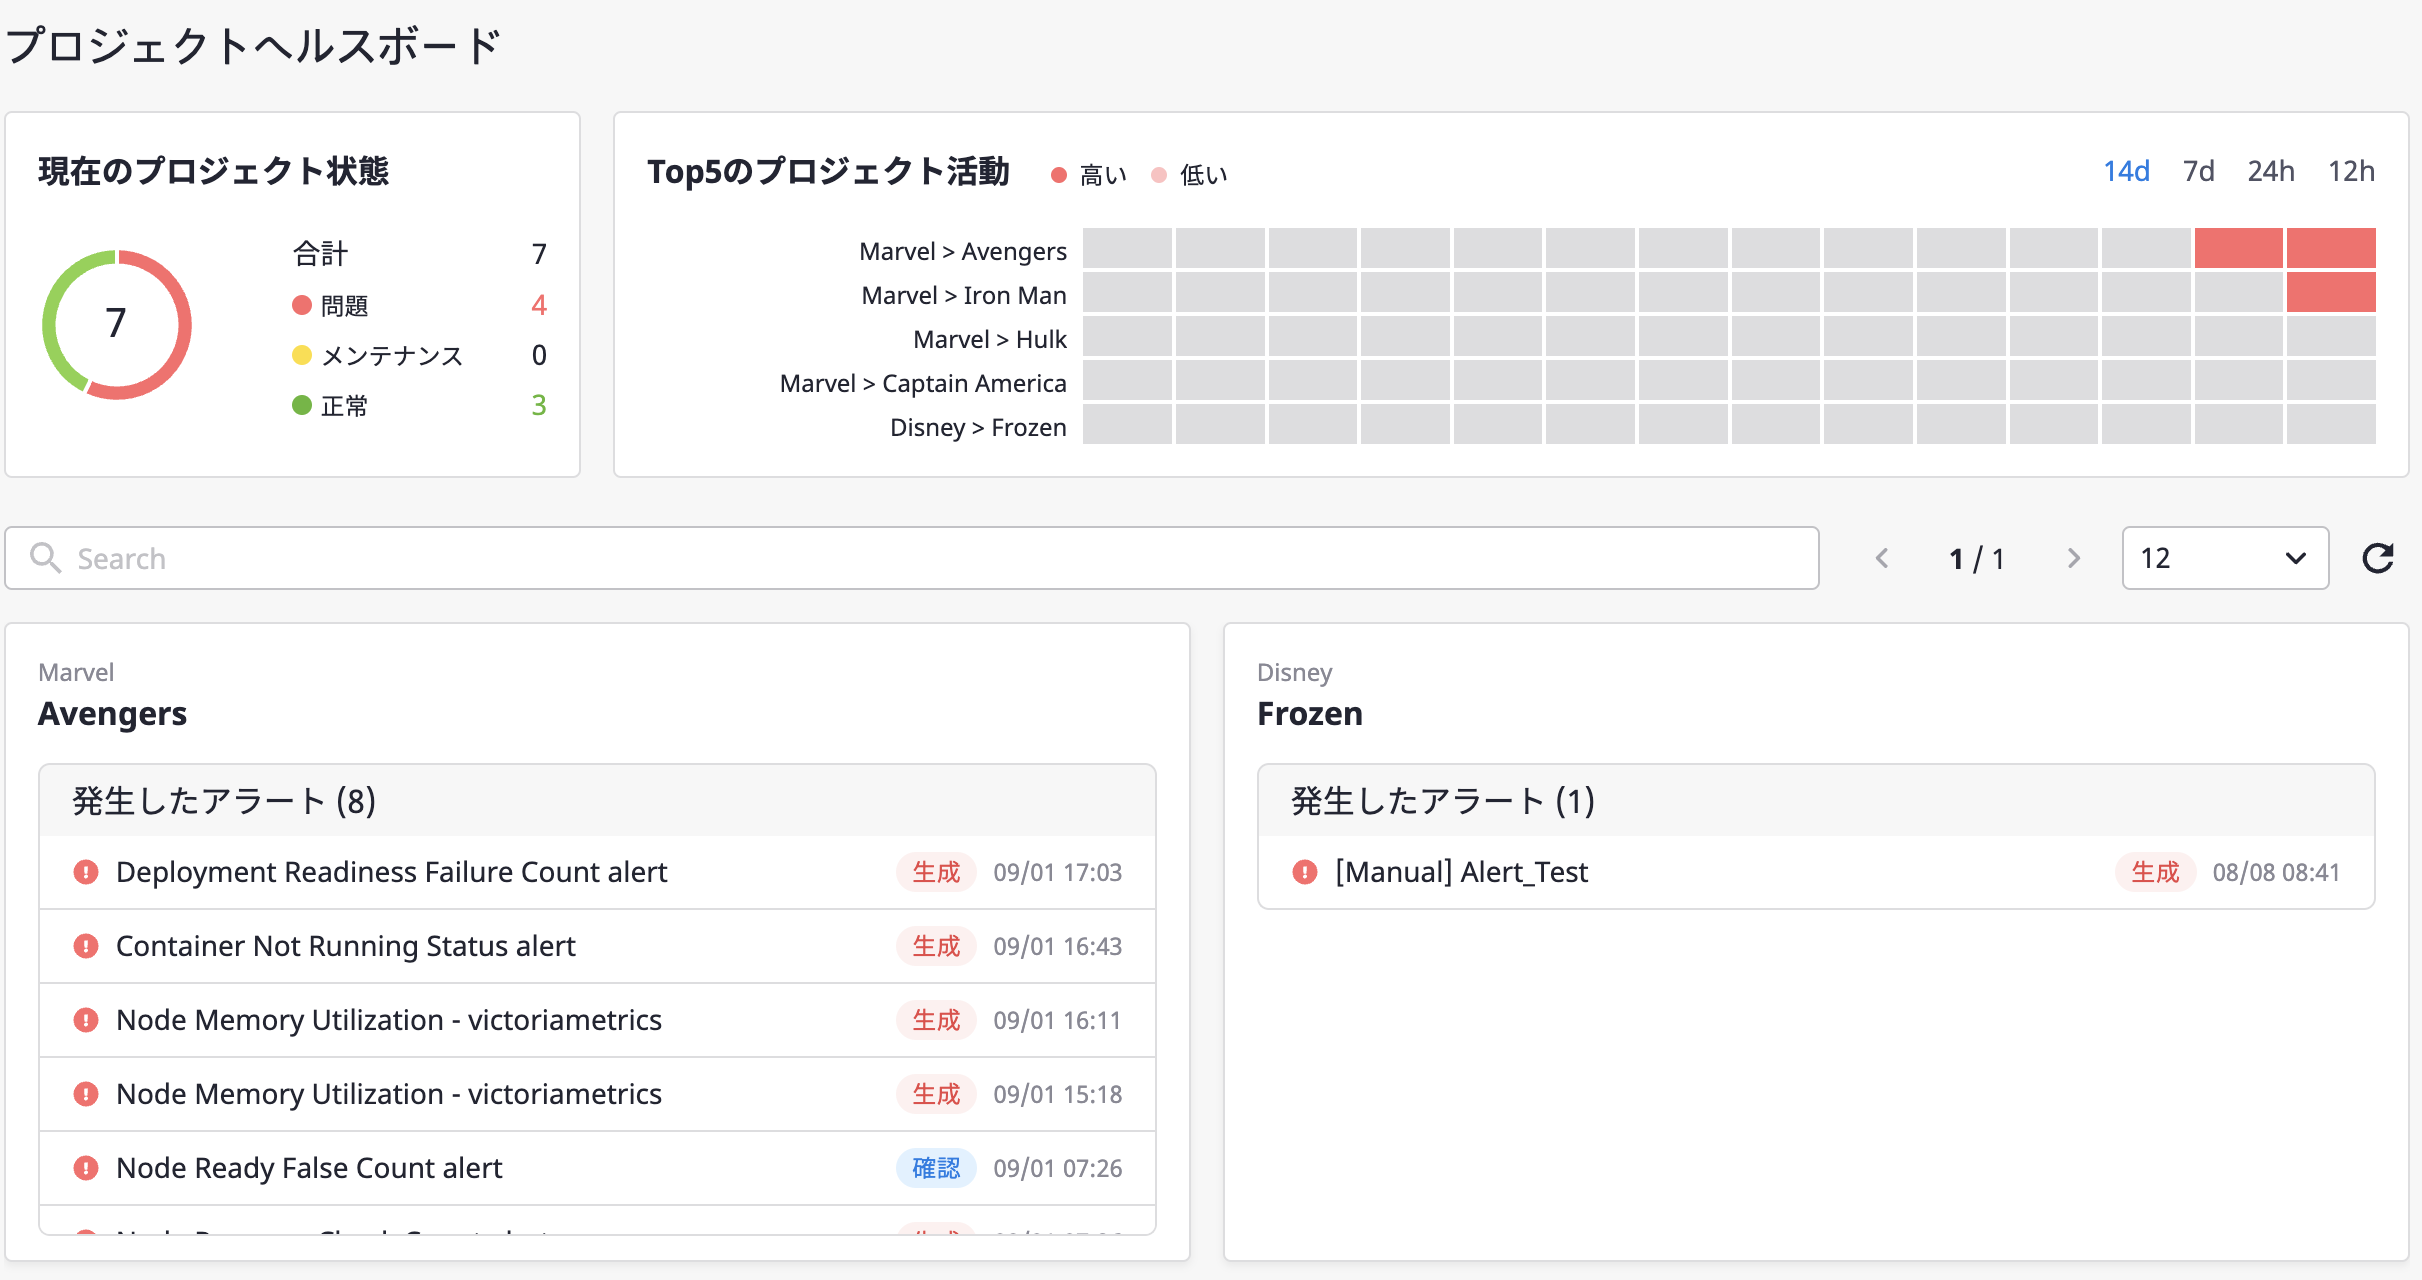 プロジェクトヘルスボード
現在のプロジェクト状態
7
合計 7
問題 4
メンテナンス 0
正常 3
Top5のプロジェクト活動 高い 低い 14d 7d 24h 12h
Marvel > Avengers
Marvel > Iron Man
Marvel > Hulk
Marvel > Captain America
Disney > Frozen
Search 1 / 1 12
Marvel
Avengers
発生したアラート (8)
Deployment Readiness Failure Count alert 生成 09/01 17:03
Container Not Running Status alert 生成 09/01 16:43
Node Memory Utilization - victoriametrics 生成 09/01 16:11
Node Memory Utilization - victoriametrics 生成 09/01 15:18
Node Ready False Count alert 確認 09/01 07:26
Disney
Frozen
発生したアラート (1)
[Manual] Alert_Test 生成 08/08 08:41